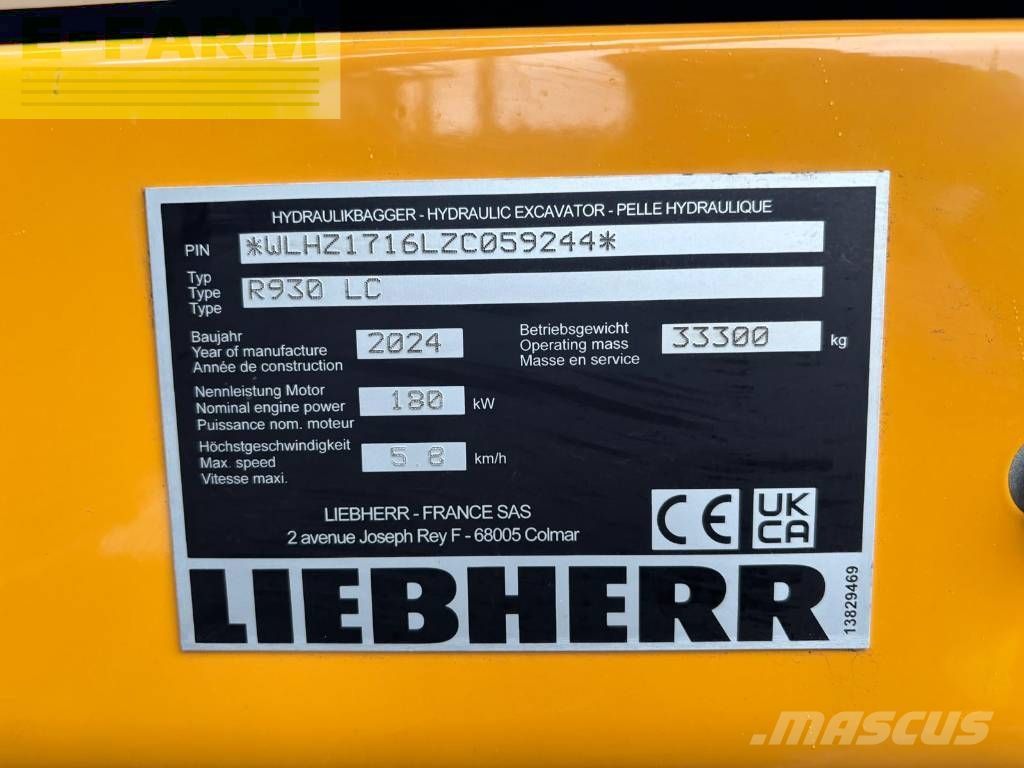 E-FARM
HYDRAULIKBAGGER - HYDRAULIC EXCAVATOR - PELLE HYDRAULIQUE
PIN *WLHZ1716LZC059244*
Typ
Type R930 LC
Type
Baujahr
Year of manufacture 2024
Année de construction
Betriebsgewicht
Operating mass 33300 kg
Masse en service
Nennleistung Motor
Nominal engine power 180 kW
Puissance nom. moteur
Höchstgeschwindigkeit
Max. speed 5.8 km/h
Vitesse maxi.
LIEBHERR - FRANCE SAS
2 avenue Joseph Rey F - 68005 Colmar
CE
UK
CA
LIEBHERR
13829469
MASCUS